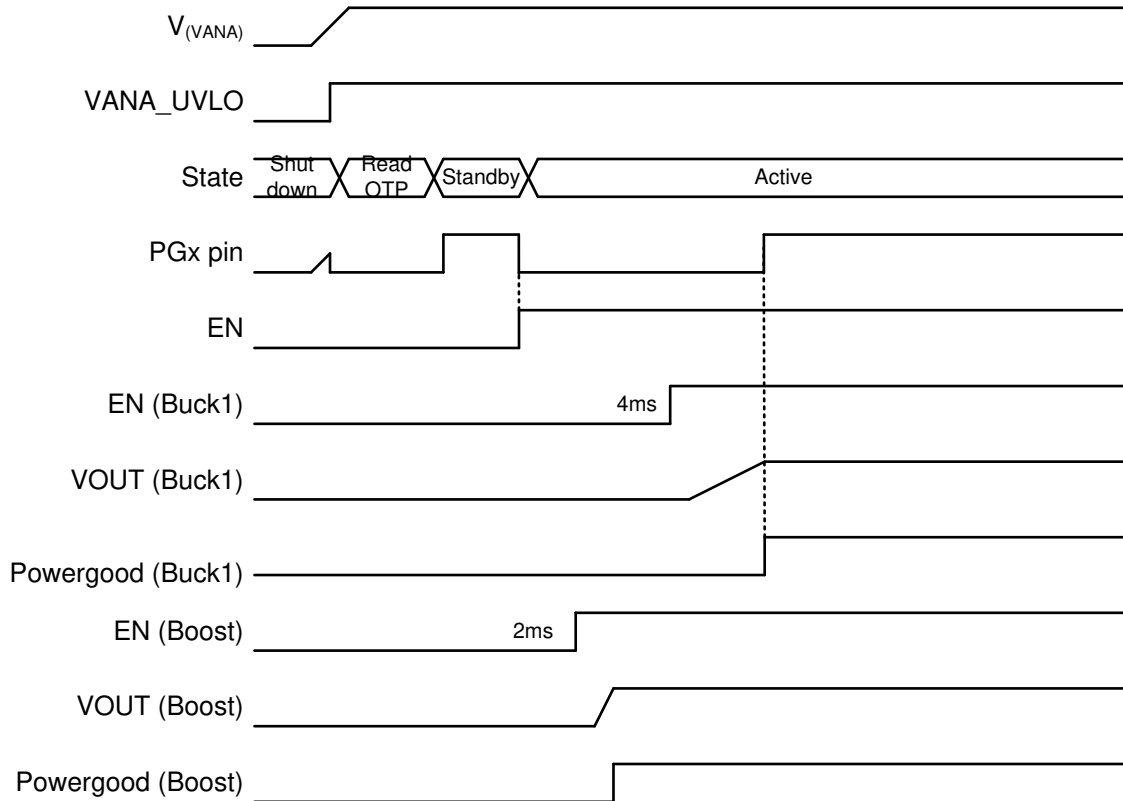 V(VANA)
VANA_UVLO
State
Shut
down
Read
OTP
Standby
Active
PGx pin
EN
EN (Buck1)
4ms
VOUT (Buck1)
Powergood (Buck1)
EN (Boost)
2ms
VOUT (Boost)
Powergood (Boost)